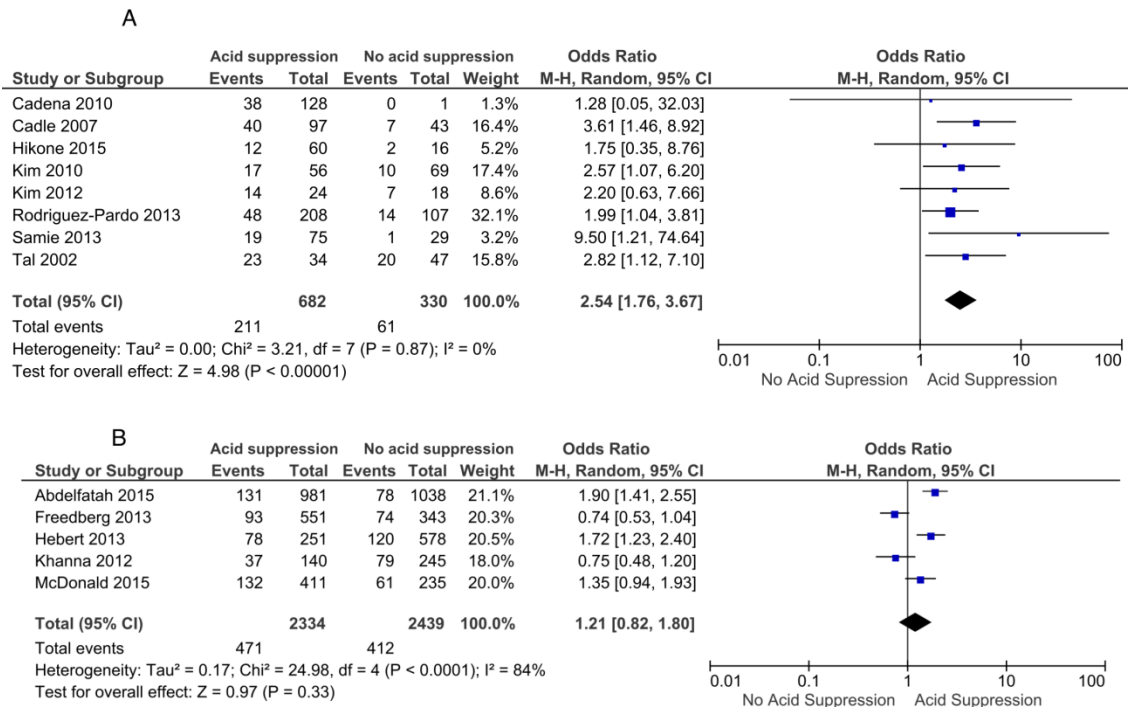 A
Acid suppression No acid suppression Odds Ratio Odds Ratio
Study or Subgroup Events Total Events Total Weight M-H, Random, 95% CI M-H, Random, 95% CI
Cadena 2010 38 128 0 1 1.3% 1.28 [0.05, 32.03]
Cadle 2007 40 97 7 43 16.4% 3.61 [1.46, 8.92]
Hikone 2015 12 60 2 16 5.2% 1.75 [0.35, 8.76]
Kim 2010 17 56 10 69 17.4% 2.57 [1.07, 6.20]
Kim 2012 14 24 7 18 8.6% 2.20 [0.63, 7.66]
Rodriguez-Pardo 2013 48 208 14 107 32.1% 1.99 [1.04, 3.81]
Samie 2013 19 75 1 29 3.2% 9.50 [1.21, 74.64]
Tal 2002 23 34 20 47 15.8% 2.82 [1.12, 7.10]
Total (95% CI) 682 330 100.0% 2.54 [1.76, 3.67]
Total events 211 61
Heterogeneity: Tau² = 0.00; Chi² = 3.21, df = 7 (P = 0.87); I² = 0%
Test for overall effect: Z = 4.98 (P < 0.00001)
0.01 0.1 1 10 100
No Acid Supression Acid Suppression
B
Acid suppression No acid suppression Odds Ratio Odds Ratio
Study or Subgroup Events Total Events Total Weight M-H, Random, 95% CI M-H, Random, 95% CI
Abdelfatah 2015 131 981 78 1038 21.1% 1.90 [1.41, 2.55]
Freedberg 2013 93 551 74 343 20.3% 0.74 [0.53, 1.04]
Hebert 2013 78 251 120 578 20.5% 1.72 [1.23, 2.40]
Khanna 2012 37 140 79 245 18.0% 0.75 [0.48, 1.20]
McDonald 2015 132 411 61 235 20.0% 1.35 [0.94, 1.93]
Total (95% CI) 2334 2439 100.0% 1.21 [0.82, 1.80]
Total events 471 412
Heterogeneity: Tau² = 0.17; Chi² = 24.98, df = 4 (P < 0.0001); I² = 84%
Test for overall effect: Z = 0.97 (P = 0.33)
0.01 0.1 1 10 100
No Acid Suppression Acid Suppression